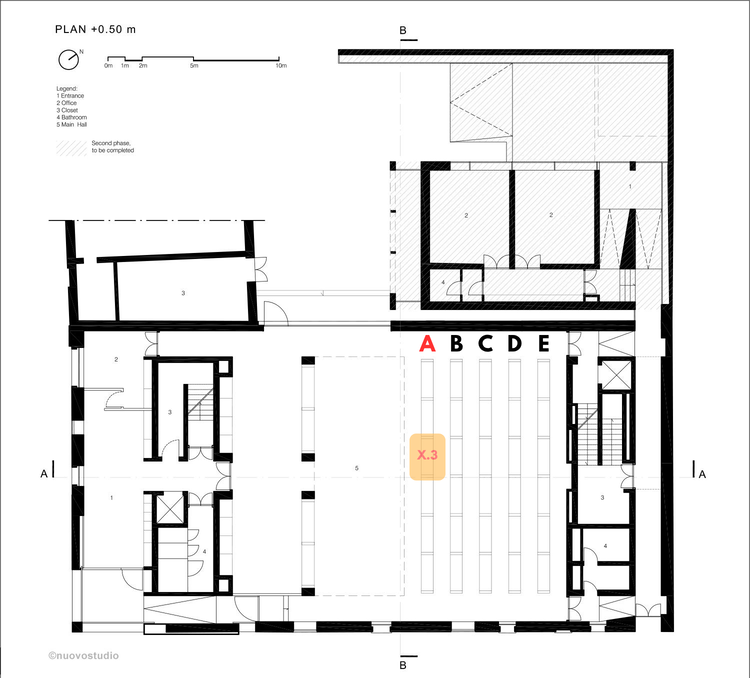 PLAN +0.50 m
B
N
0m 1m 2m 5m 10m
Legend:
1 Entrance
2 Office
3 Closet
4 Bathroom
5 Main Hall
Second phase,
to be completed
1
2 2
4
3
A B C D E
2
3
X.3
A 5 A
1 3
4 4
B
©nuovostudio